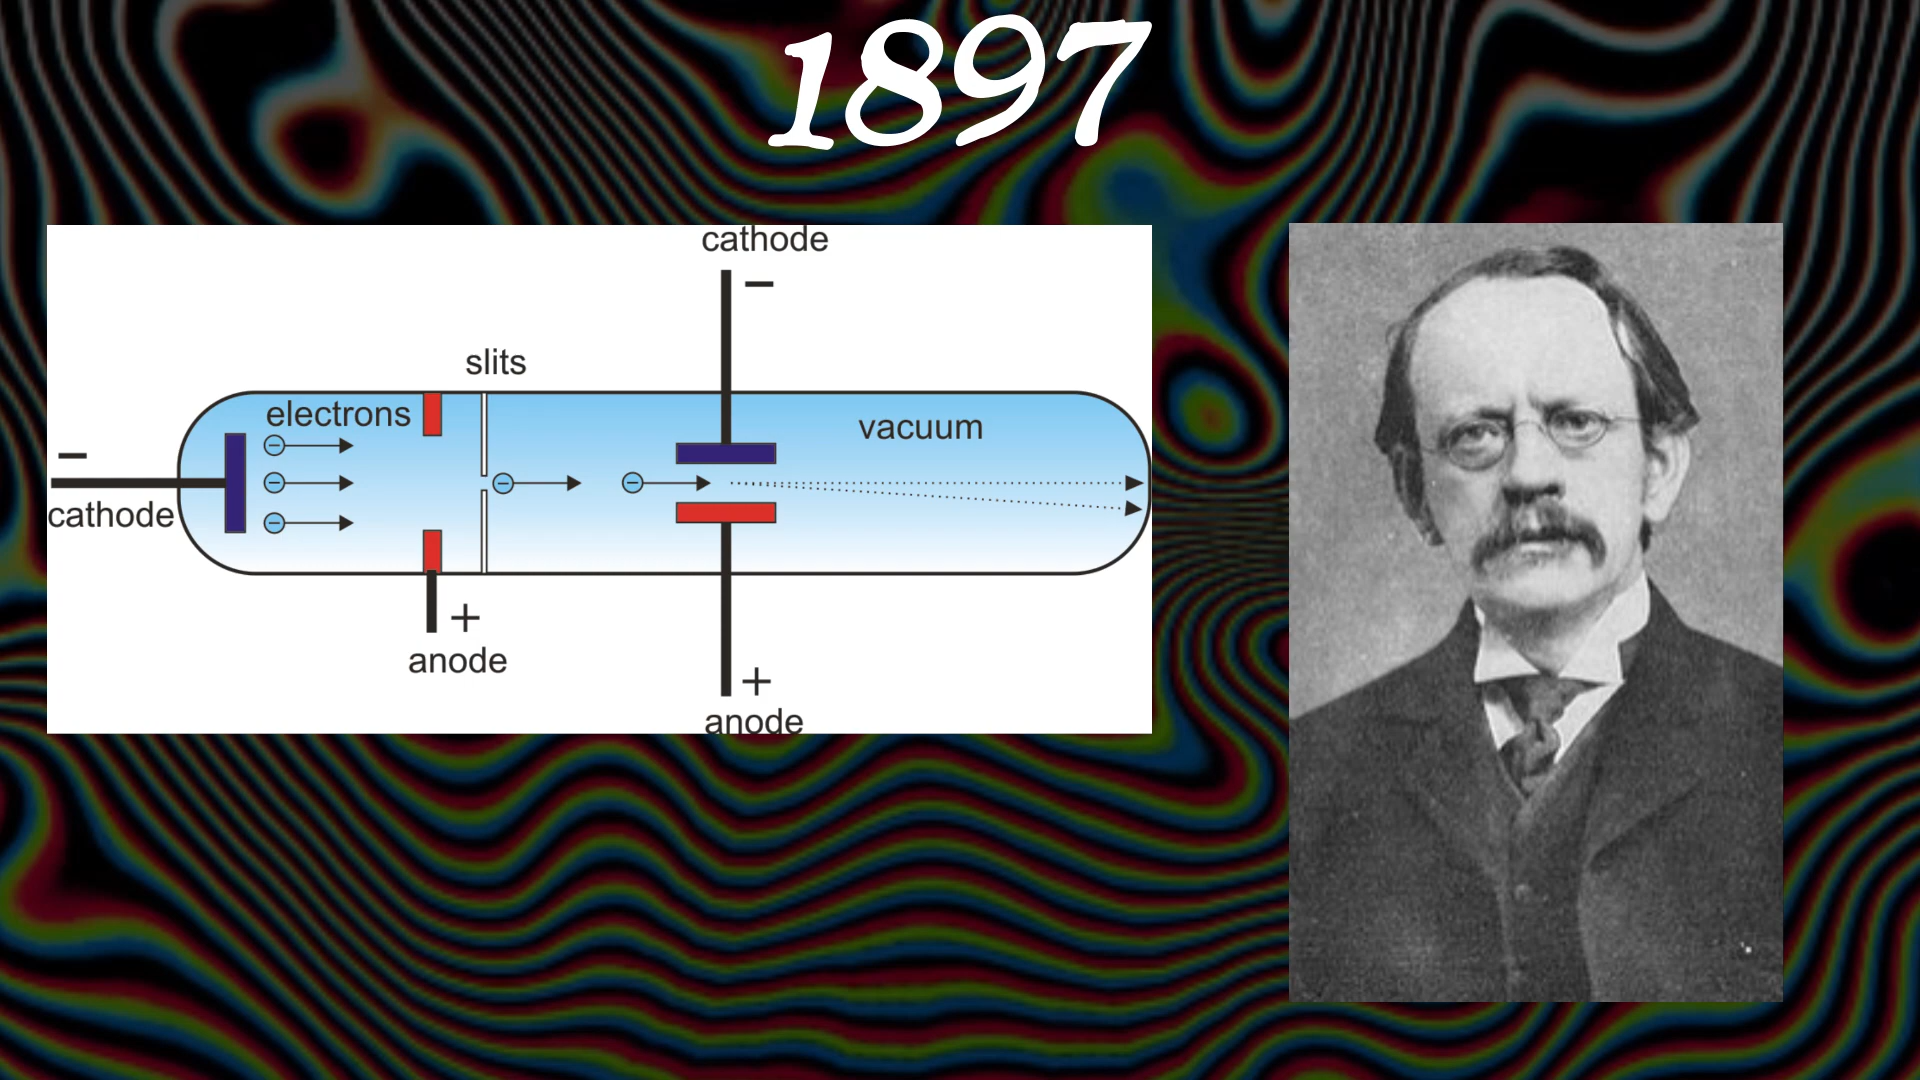 1897
cathode
−
slits
electrons
vacuum
−
cathode
+
anode
+
anode